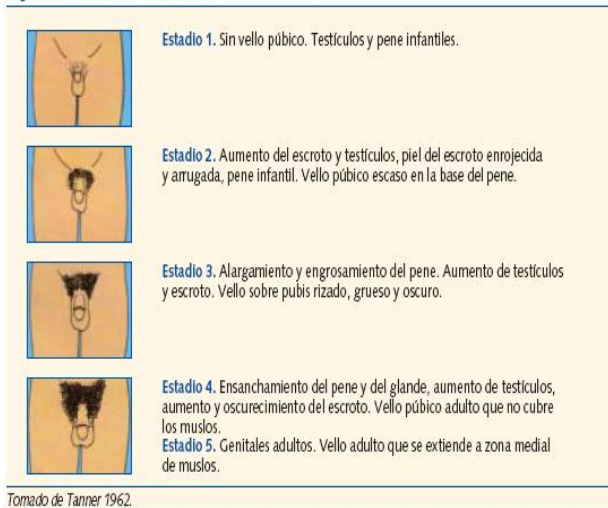 Estadio 1. Sin vello púbico. Testículos y pene infantiles.
Estadio 2. Aumento del escroto y testículos, piel del escroto enrojecida
y arrugada, pene infantil. Vello púbico escaso en la base del pene.
Estadio 3. Alargamiento y engrosamiento del pene. Aumento de testículos
y escroto. Vello sobre pubis rizado, grueso y oscuro.
Estadio 4. Ensanchamiento del pene y del glande, aumento de testículos,
aumento y oscurecimiento del escroto. Vello púbico adulto que no cubre
los muslos.
Estadio 5. Genitales adultos. Vello adulto que se extiende a zona medial
de muslos.
Tomado de Tanner 1962.